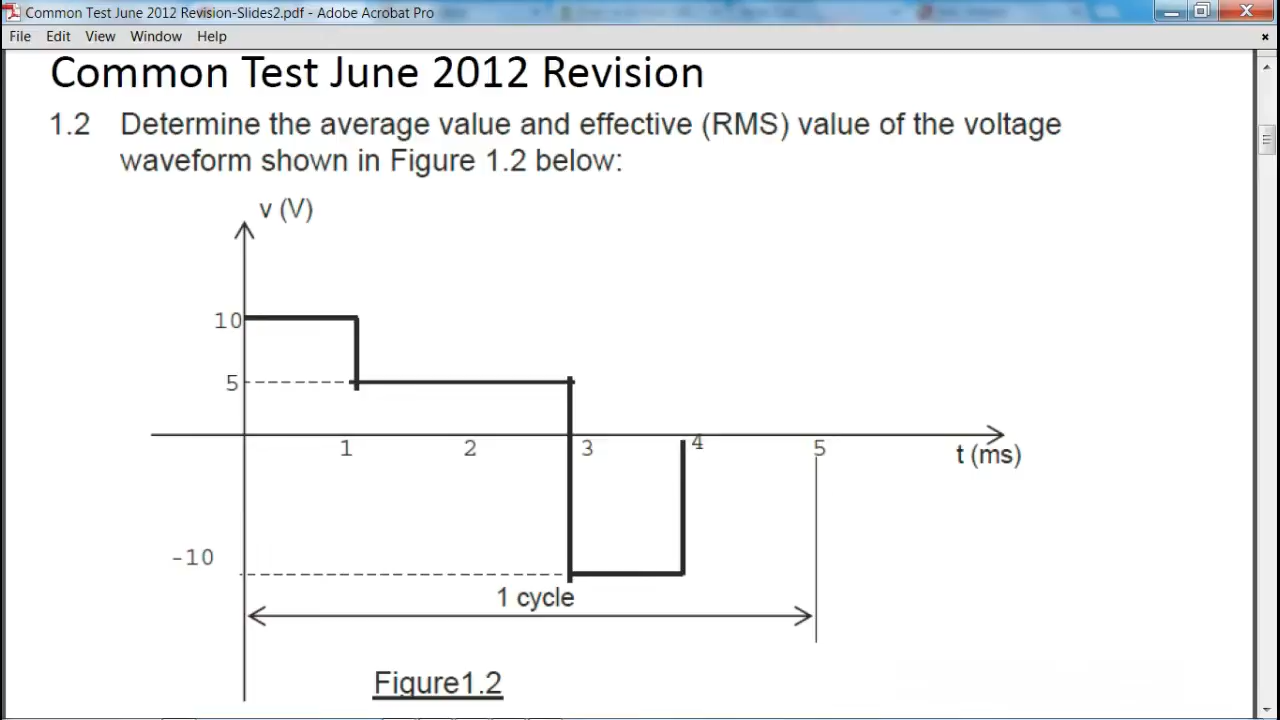 Common Test June 2012 Revision-Slides2.pdf - Adobe Acrobat Pro
File Edit View Window Help
Common Test June 2012 Revision
1.2 Determine the average value and effective (RMS) value of the voltage
waveform shown in Figure 1.2 below:
v (V)
10
5
1 2 3 4 5
t (ms)
-10
1 cycle
Figure1.2